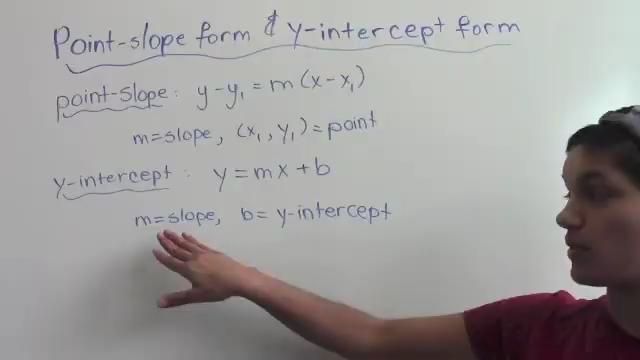 Point-slope form & y-intercept form
point-slope: y-y₁ = m(x-x₁)
m=slope, (x₁, y₁)=point
y-intercept: y=mx+b
m=slope, b= y-intercept